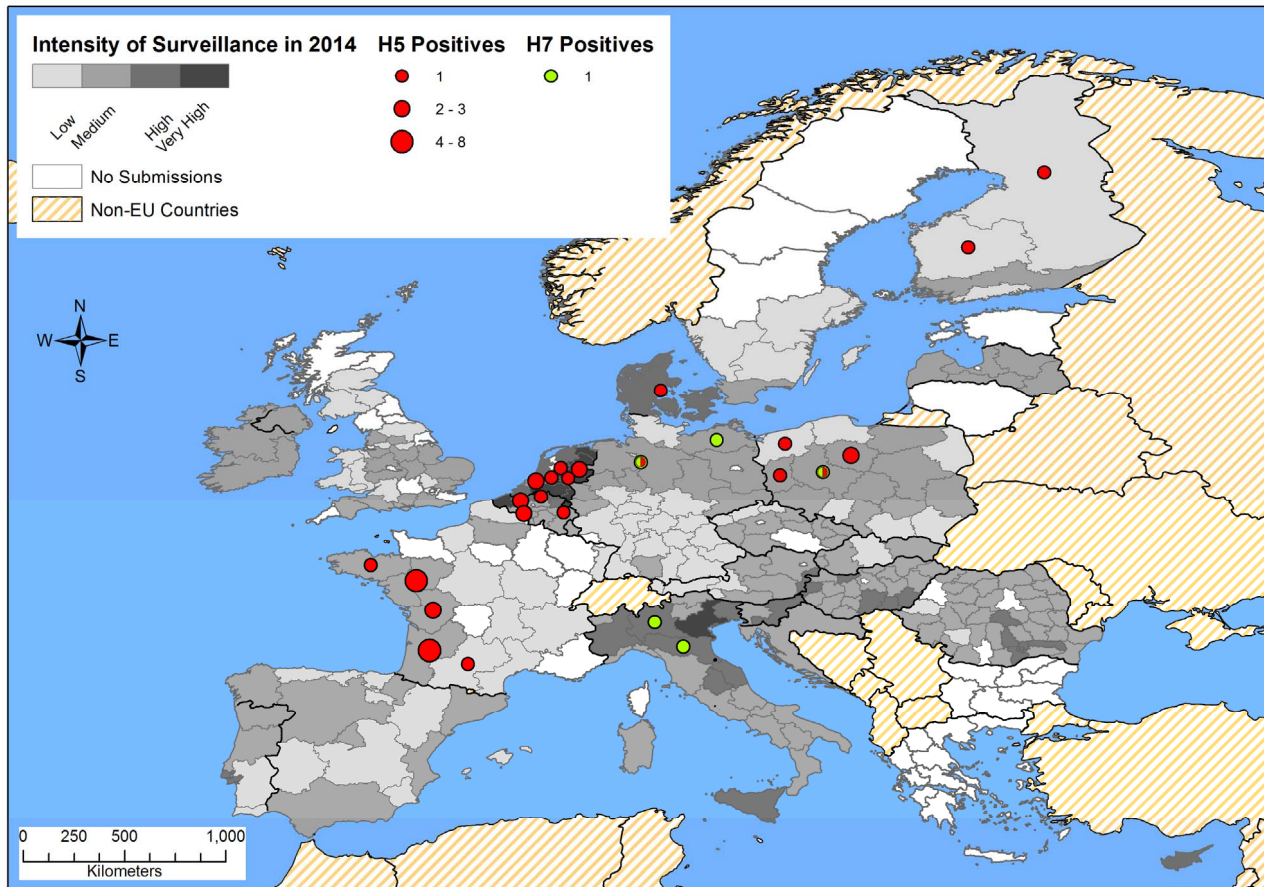 Intensity of Surveillance in 2014
Low
Medium
High
Very High
No Submissions
Non-EU Countries
H5 Positives
1
2 - 3
4 - 8
H7 Positives
1
N
W E
S
0 250 500 1,000
Kilometers